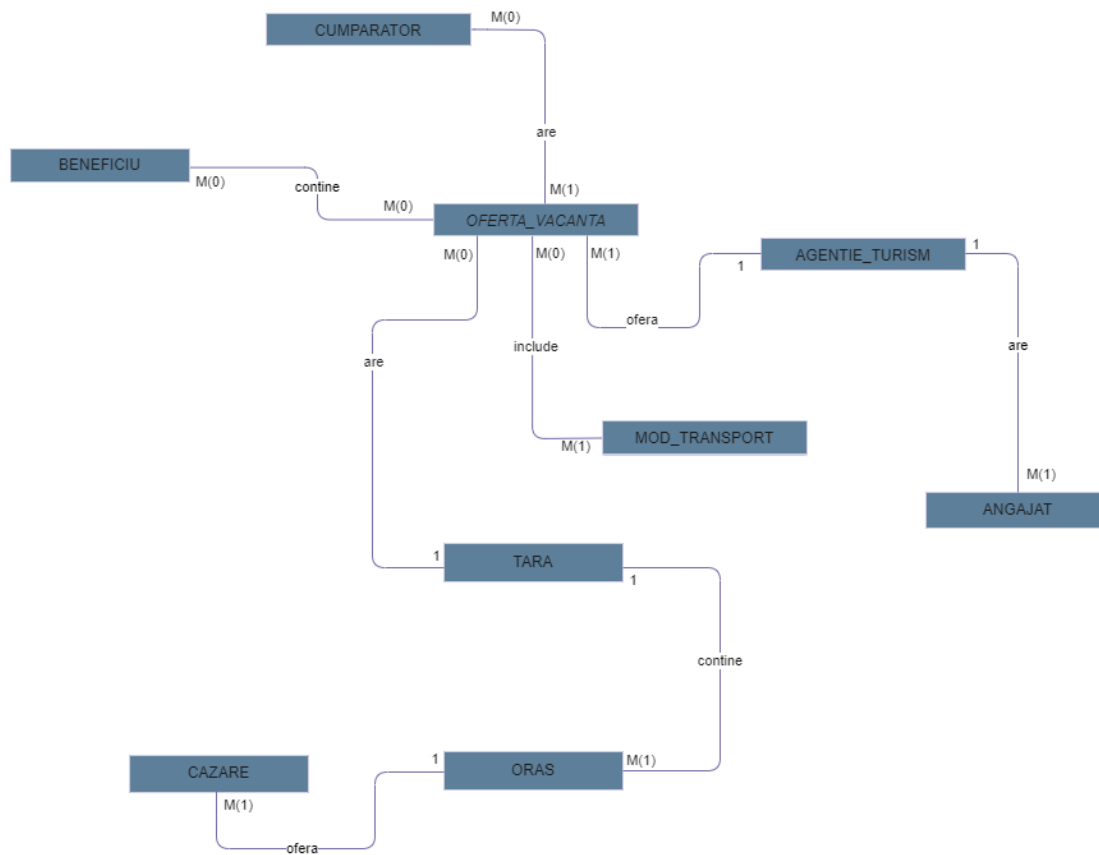 M(0)
CUMPARATOR
are
BENEFICIU
M(0)
contine
M(0)
M(1)
OFERTA_VACANTA
M(0)
M(0)
M(1)
1
AGENTIE_TURISM
1
ofera
are
include
are
M(1)
MOD_TRANSPORT
M(1)
ANGAJAT
1
TARA
1
contine
1
ORAS
M(1)
CAZARE
M(1)
ofera